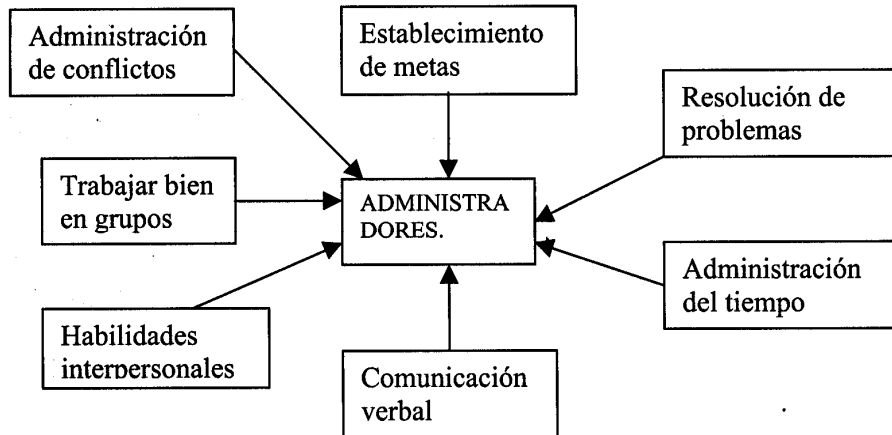 Administración
de conflictos
Establecimiento
de metas
Resolución de
problemas
Trabajar bien
en grupos
ADMINISTRA
DORES.
Administración
del tiempo
Habilidades
interpersonales
Comunicación
verbal